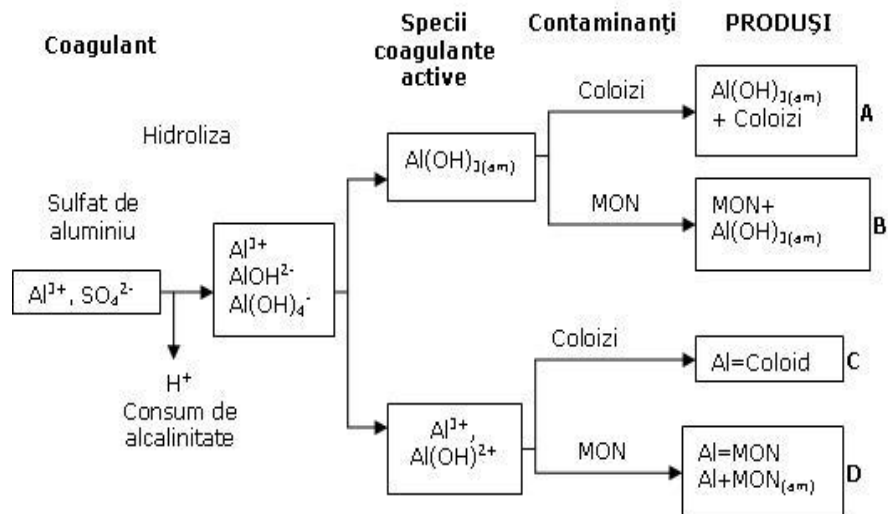 Coagulant
Specii
coagulante
active
Contaminanţi
PRODUŞI
Hidroliza
Sulfat de
aluminiu
Al³⁺, SO₄²⁻
H⁺
Consum de
alcalinitate
Al³⁺
AlOH²⁻
Al(OH)₄⁻
Al(OH)₃₍ₐₘ₎
Coloizi
Al(OH)₃₍ₐₘ₎
+ Coloizi
A
MON
MON+
Al(OH)₃₍ₐₘ₎
B
Al³⁺,
Al(OH)²⁺
Coloizi
Al=Coloid
C
MON
Al=MON
Al+MON₍ₐₘ₎
D